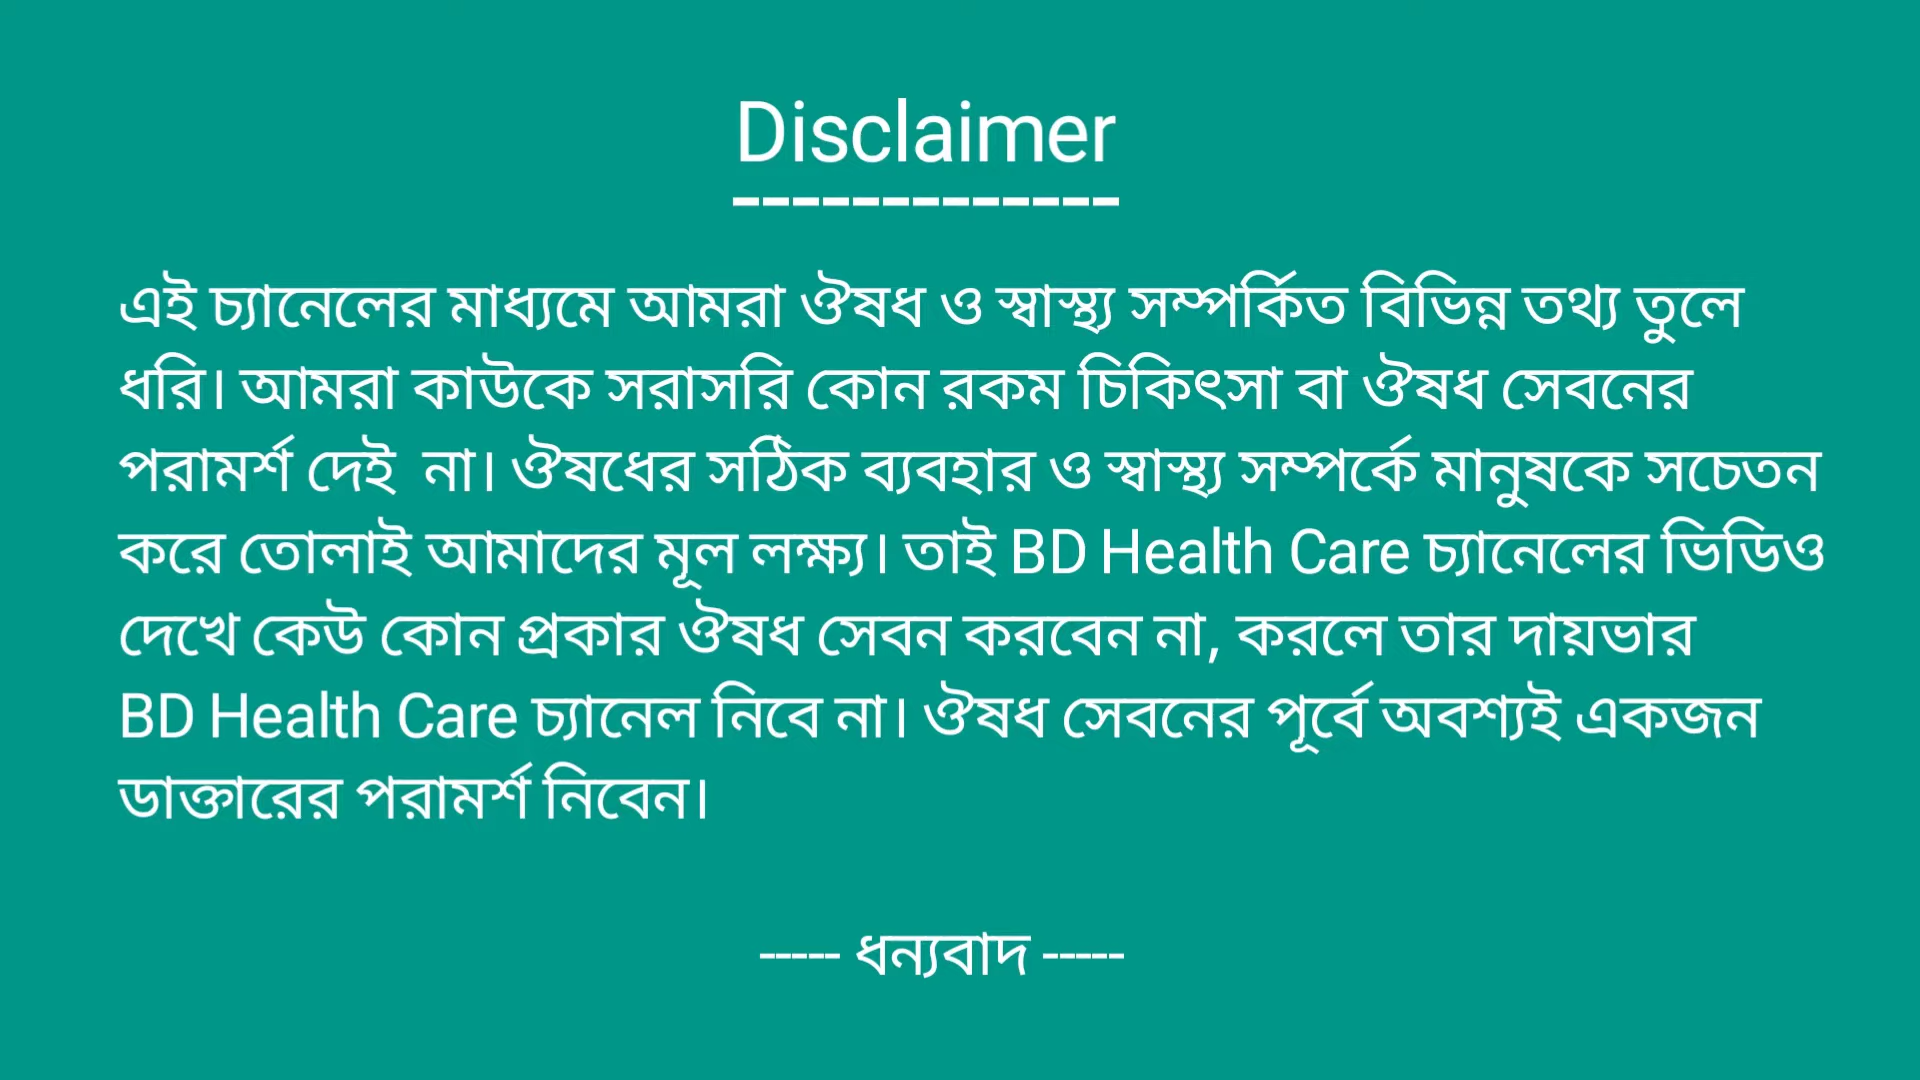 Disclaimer
-------------
এই চ্যানেলের মাধ্যমে আমরা ঔষধ ও স্বাস্থ্য সম্পর্কিত বিভিন্ন তথ্য তুলে
ধরি। আমরা কাউকে সরাসরি কোন রকম চিকিৎসা বা ঔষধ সেবনের
পরামর্শ দেই  না। ঔষধের সঠিক ব্যবহার ও স্বাস্থ্য সম্পর্কে মানুষকে সচেতন
করে তোলাই আমাদের মূল লক্ষ্য। তাই BD Health Care চ্যানেলের ভিডিও
দেখে কেউ কোন প্রকার ঔষধ সেবন করবেন না, করলে তার দায়ভার
BD Health Care চ্যানেল নিবে না। ঔষধ সেবনের পূর্বে অবশ্যই একজন
ডাক্তারের পরামর্শ নিবেন।
----- ধন্যবাদ -----